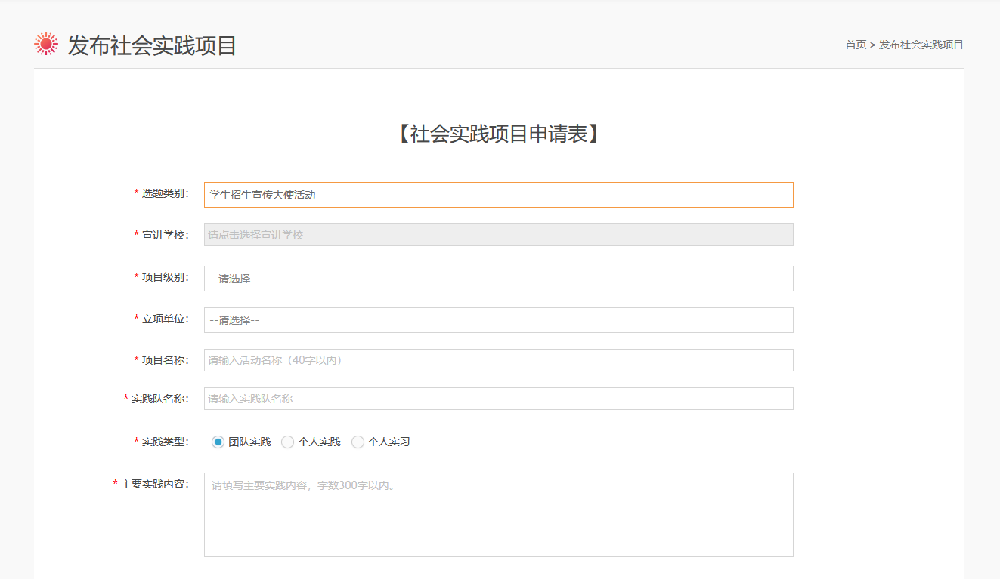 发布社会实践项目
首页 > 发布社会实践项目
【社会实践项目申请表】
* 选题类别： 学生招生宣传大使活动
* 宣讲学校： 请点击选择宣讲学校
* 项目级别： --请选择--
* 立项单位： --请选择--
* 项目名称： 请输入活动名称（40字以内）
* 实践队名称： 请输入实践队名称
* 实践类型： 团队实践 个人实践 个人实习
* 主要实践内容： 请填写主要实践内容，字数300字以内。